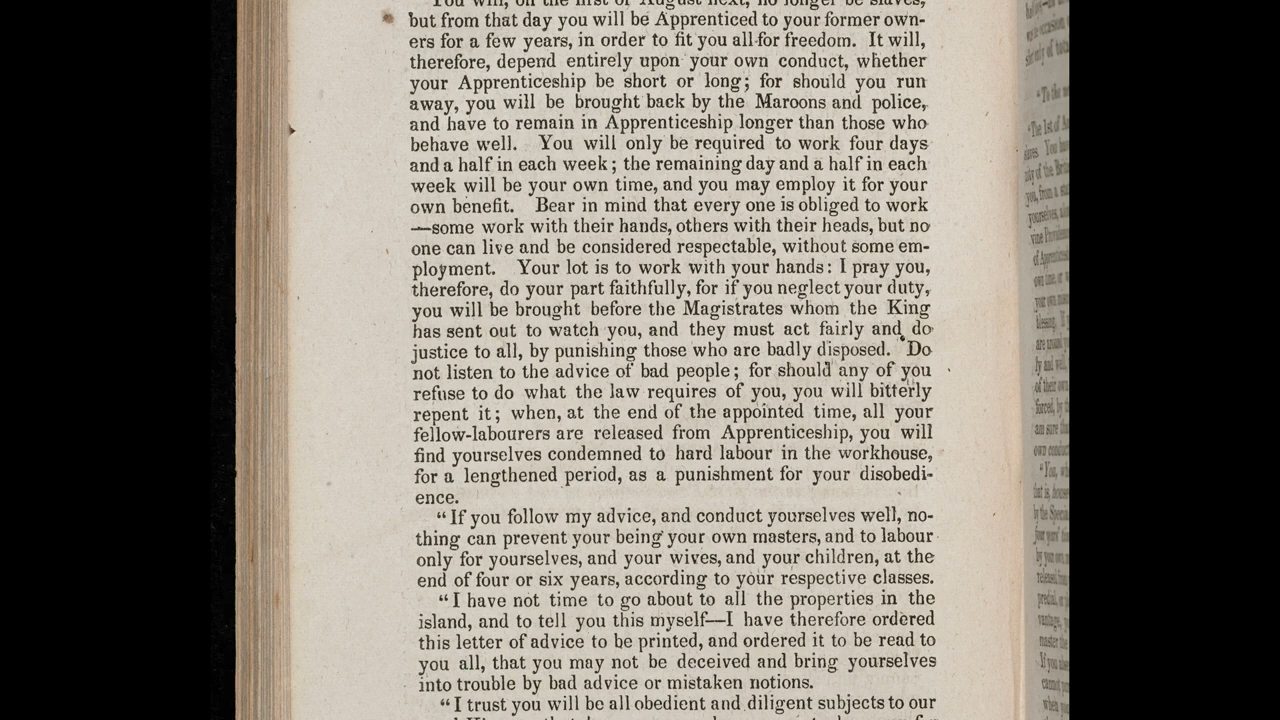 You will, on the first of August next, no longer be slaves,
but from that day you will be Apprenticed to your former own-
ers for a few years, in order to fit you all for freedom. It will,
therefore, depend entirely upon your own conduct, whether
your Apprenticeship be short or long; for should you run
away, you will be brought back by the Maroons and police,
and have to remain in Apprenticeship longer than those who
behave well. You will only be required to work four days
and a half in each week; the remaining day and a half in each
week will be your own time, and you may employ it for your
own benefit. Bear in mind that every one is obliged to work
—some work with their hands, others with their heads, but no
one can live and be considered respectable, without some em-
ployment. Your lot is to work with your hands: I pray you,
therefore, do your part faithfully, for if you neglect your duty,
you will be brought before the Magistrates whom the King
has sent out to watch you, and they must act fairly and do
justice to all, by punishing those who are badly disposed. Do
not listen to the advice of bad people; for should any of you
refuse to do what the law requires of you, you will bitterly
repent it; when, at the end of the appointed time, all your
fellow-labourers are released from Apprenticeship, you will
find yourselves condemned to hard labour in the workhouse,
for a lengthened period, as a punishment for your disobedi-
ence.
"If you follow my advice, and conduct yourselves well, no-
thing can prevent your being your own masters, and to labour
only for yourselves, and your wives, and your children, at the
end of four or six years, according to your respective classes.
"I have not time to go about to all the properties in the
island, and to tell you this myself—I have therefore ordered
this letter of advice to be printed, and ordered it to be read to
you all, that you may not be deceived and bring yourselves
into trouble by bad advice or mistaken notions.
"I trust you will be all obedient and diligent subjects to our